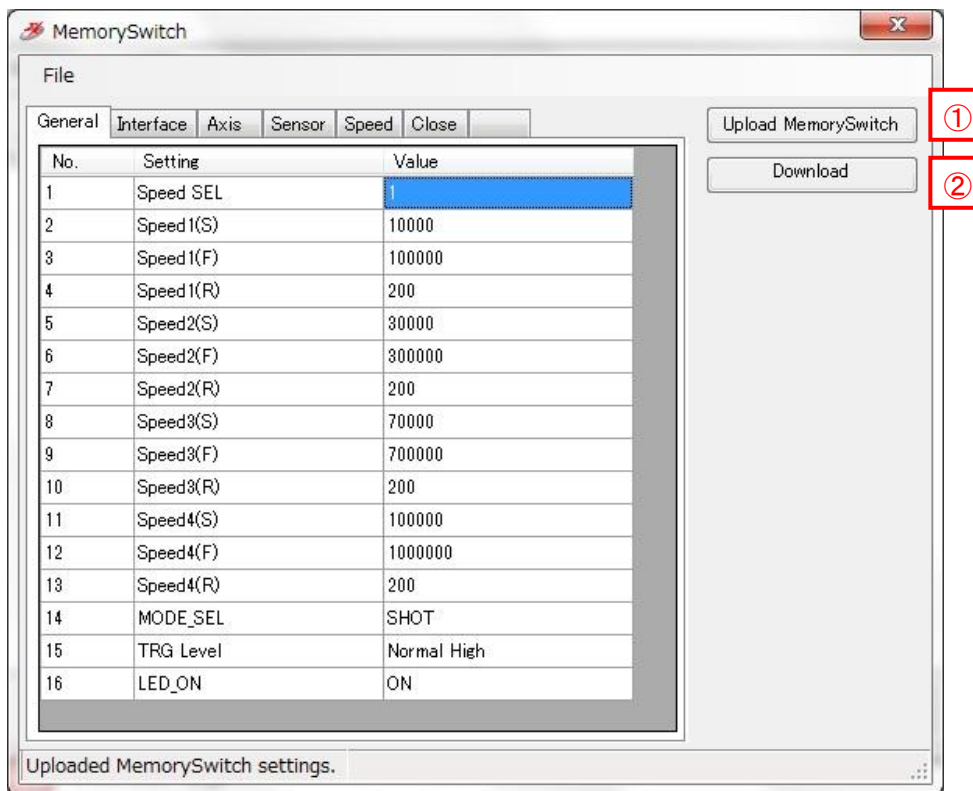 MemorySwitch
File
General Interface Axis Sensor Speed Close
Upload MemorySwitch ①
Download ②
No. Setting Value
1 Speed SEL 1
2 Speed1(S) 10000
3 Speed1(F) 100000
4 Speed1(R) 200
5 Speed2(S) 30000
6 Speed2(F) 300000
7 Speed2(R) 200
8 Speed3(S) 70000
9 Speed3(F) 700000
10 Speed3(R) 200
11 Speed4(S) 100000
12 Speed4(F) 1000000
13 Speed4(R) 200
14 MODE_SEL SHOT
15 TRG Level Normal High
16 LED_ON ON
Uploaded MemorySwitch settings.